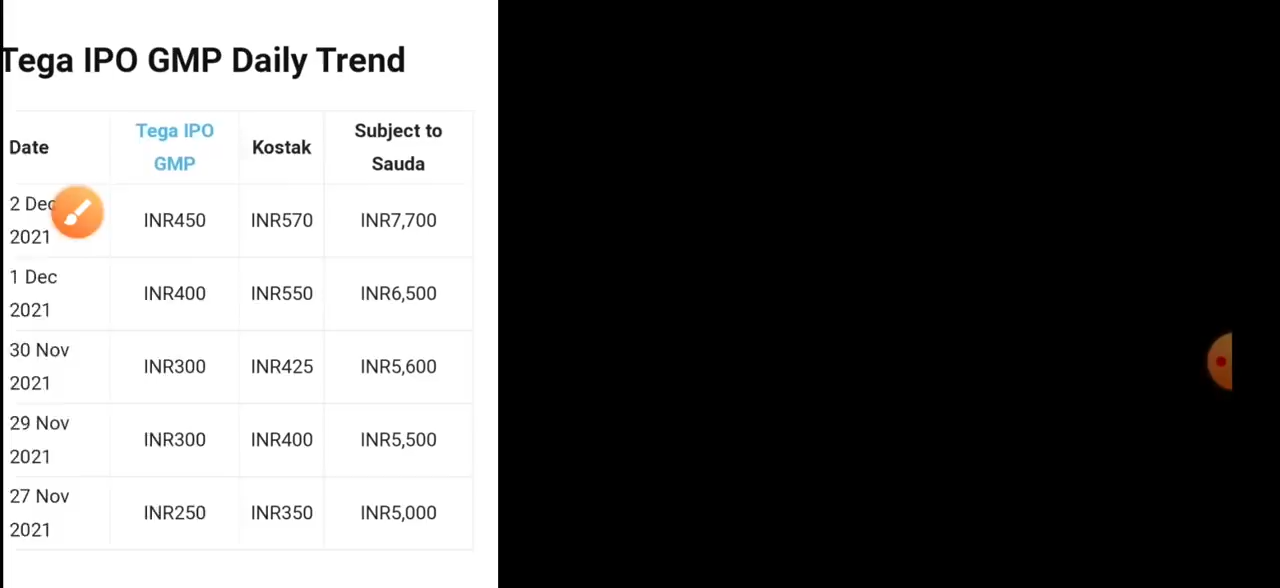 Tega IPO GMP Daily Trend
Date
Tega IPO
GMP
Kostak
Subject to
Sauda
2 Dec
2021
INR450
INR570
INR7,700
1 Dec
2021
INR400
INR550
INR6,500
30 Nov
2021
INR300
INR425
INR5,600
29 Nov
2021
INR300
INR400
INR5,500
27 Nov
2021
INR250
INR350
INR5,000